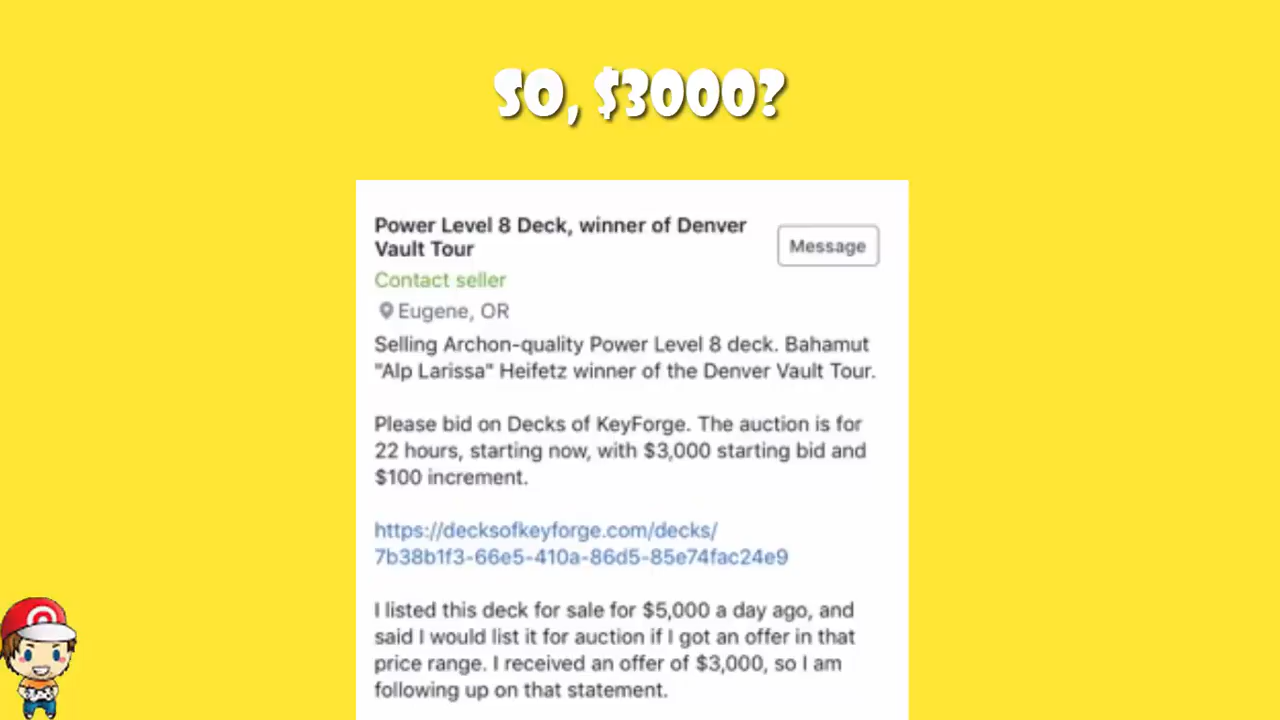 SO, $3000?
Power Level 8 Deck, winner of Denver
Vault Tour
Message
Contact seller
Eugene, OR
Selling Archon-quality Power Level 8 deck. Bahamut
"Alp Larissa" Heifetz winner of the Denver Vault Tour.
Please bid on Decks of KeyForge. The auction is for
22 hours, starting now, with $3,000 starting bid and
$100 increment.
https://decksofkeyforge.com/decks/
7b38b1f3-66e5-410a-86d5-85e74fac24e9
I listed this deck for sale for $5,000 a day ago, and
said I would list it for auction if I got an offer in that
price range. I received an offer of $3,000, so I am
following up on that statement.